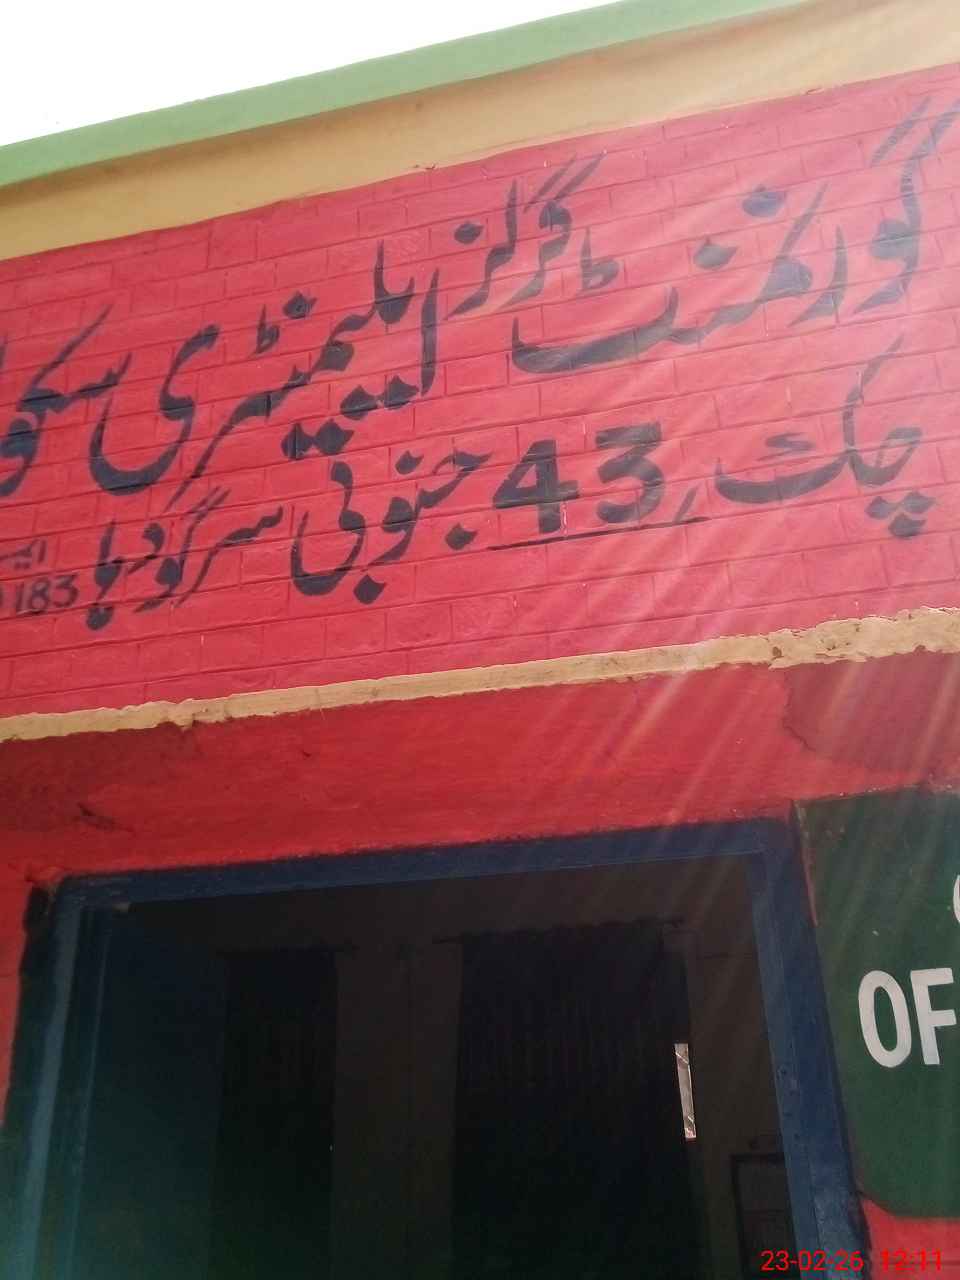 گورنمنٹ گرلز ایلیمنٹری سکو
چک 43 جنوبی سرگودہا
183
OF
23-02-26 12:11